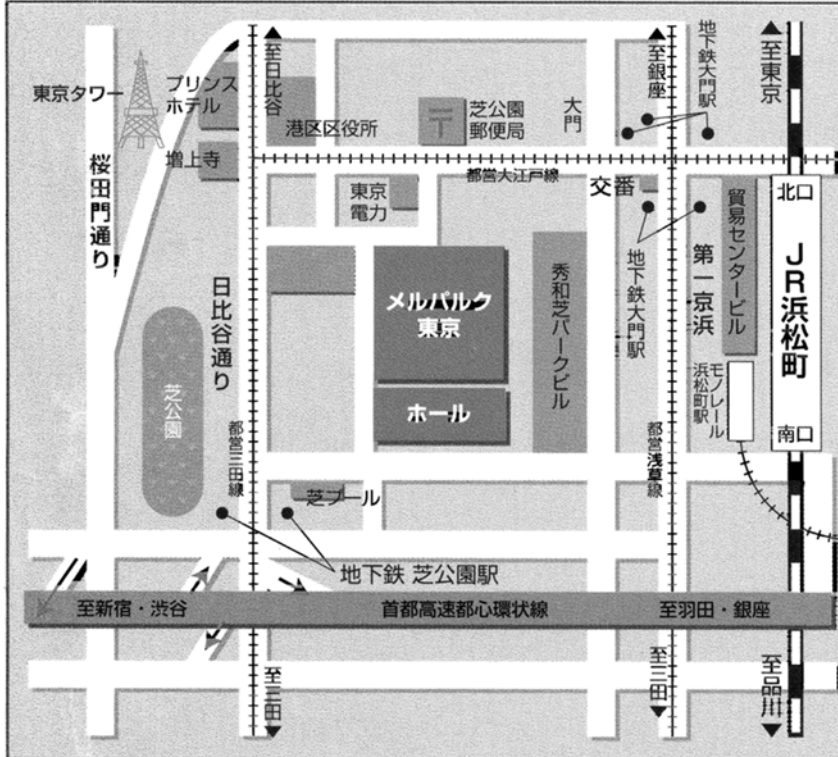 至日比谷
至銀座
地下鉄大門駅
至東京
東京タワー
プリンス
ホテル
港区区役所
芝公園
郵便局
大門
増上寺
都営大江戸線
桜田門通り
東京
電力
交番
北口
貿易センタービル
JR浜松町
メルパルク
東京
秀和芝パークビル
地下鉄大門駅
第一京浜
日比谷通り
芝公園
ホール
モノレール
浜松町駅
南口
都営三田線
都営浅草線
芝プール
地下鉄 芝公園駅
至新宿・渋谷
首都高速都心環状線
至羽田・銀座
至三田
至三田
至品川